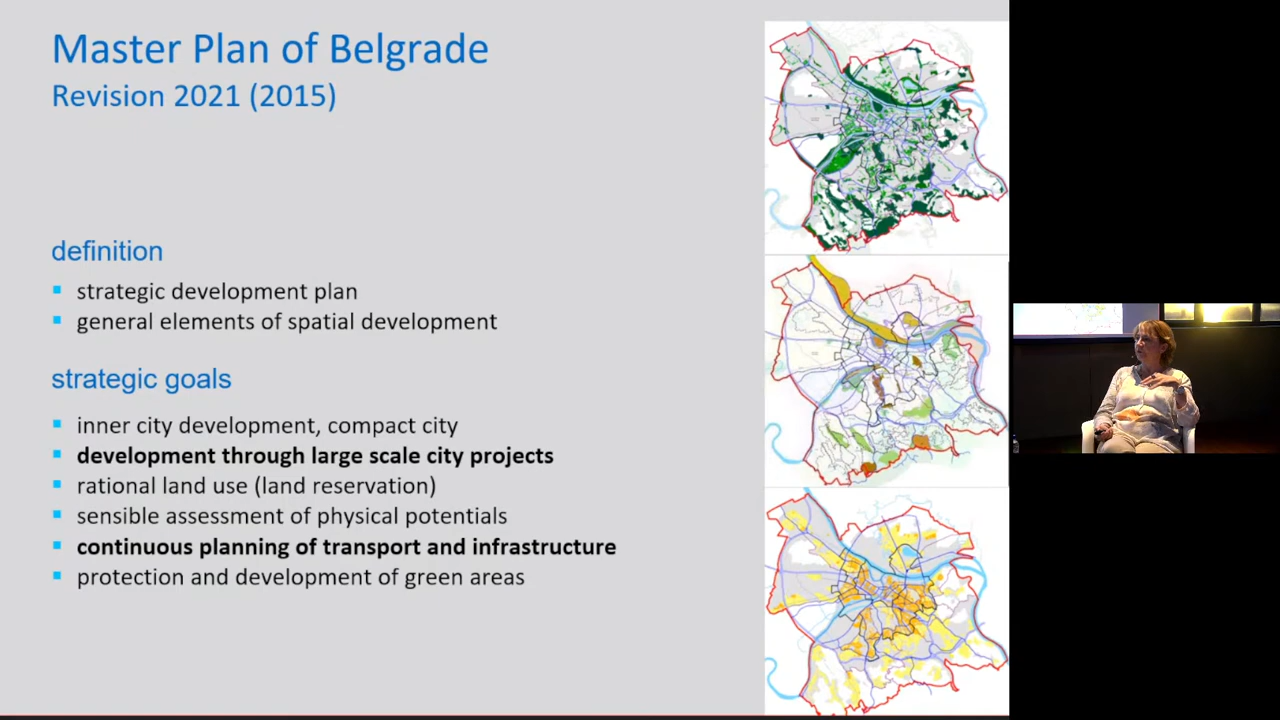 Master Plan of Belgrade
Revision 2021 (2015)
definition
strategic development plan
general elements of spatial development
strategic goals
inner city development, compact city
development through large scale city projects
rational land use (land reservation)
sensible assessment of physical potentials
continuous planning of transport and infrastructure
protection and development of green areas